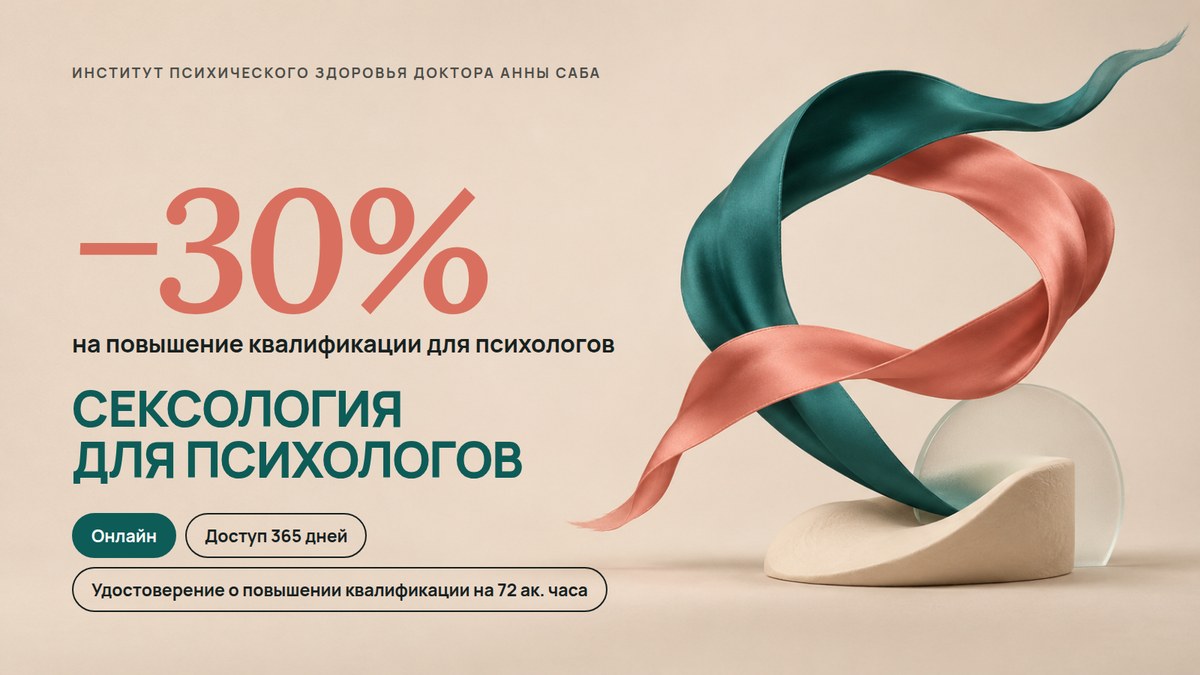 ИНСТИТУТ ПСИХИЧЕСКОГО ЗДОРОВЬЯ ДОКТОРА АННЫ САБА
–30%
на повышение квалификации для психологов
СЕКСОЛОГИЯ
ДЛЯ ПСИХОЛОГОВ
Онлайн
Доступ 365 дней
Удостоверение о повышении квалификации на 72 ак. часа